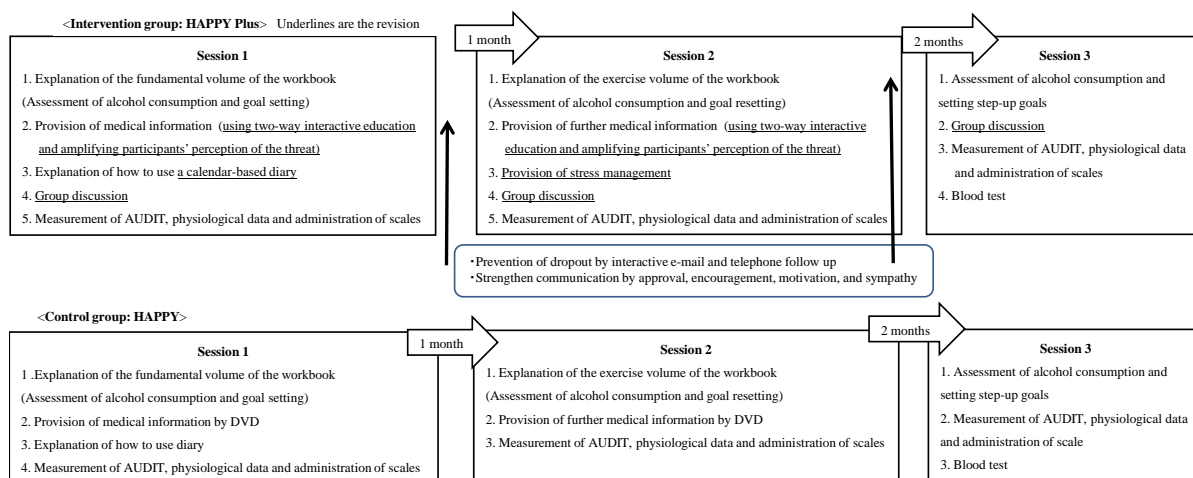 <Intervention group: HAPPY Plus> Underlines are the revision
1 month
2 months
Session 1
1. Explanation of the fundamental volume of the workbook
(Assessment of alcohol consumption and goal setting)
2. Provision of medical information (using two-way interactive education
and amplifying participants' perception of the threat)
3. Explanation of how to use a calendar-based diary
4. Group discussion
5. Measurement of AUDIT, physiological data and administration of scales
Session 2
1. Explanation of the exercise volume of the workbook
(Assessment of alcohol consumption and goal resetting)
2. Provision of further medical information (using two-way interactive
education and amplifying participants' perception of the threat)
3. Provision of stress management
4. Group discussion
5. Measurement of AUDIT, physiological data and administration of scales
Session 3
1. Assessment of alcohol consumption and
setting step-up goals
2. Group discussion
3. Measurement of AUDIT, physiological data
and administration of scales
4. Blood test
・Prevention of dropout by interactive e-mail and telephone follow up
・Strengthen communication by approval, encouragement, motivation, and sympathy
<Control group: HAPPY>
1 month
2 months
Session 1
1 .Explanation of the fundamental volume of the workbook
(Assessment of alcohol consumption and goal setting)
2. Provision of medical information by DVD
3. Explanation of how to use diary
4. Measurement of AUDIT, physiological data and administration of scales
Session 2
1. Explanation of the exercise volume of the workbook
(Assessment of alcohol consumption and goal resetting)
2. Provision of further medical information by DVD
3. Measurement of AUDIT, physiological data and administration of scales
Session 3
1. Assessment of alcohol consumption and
setting step-up goals
2. Measurement of AUDIT, physiological data
and administration of scale
3. Blood test